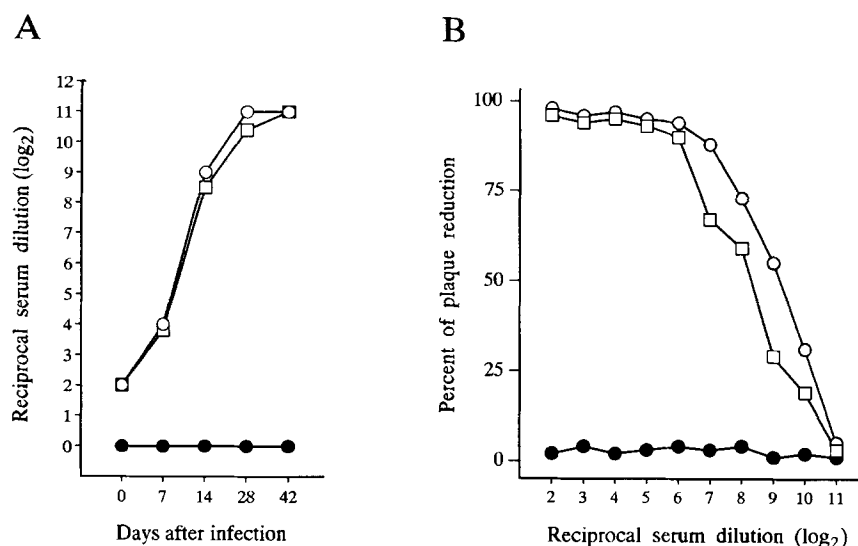 A
Reciprocal serum dilution (log2)
12
11
10
9
8
7
6
5
4
3
2
1
0
0 7 14 28 42
Days after infection
B
Percent of plaque reduction
100
75
50
25
0
2 3 4 5 6 7 8 9 10 11
Reciprocal serum dilution (log2)